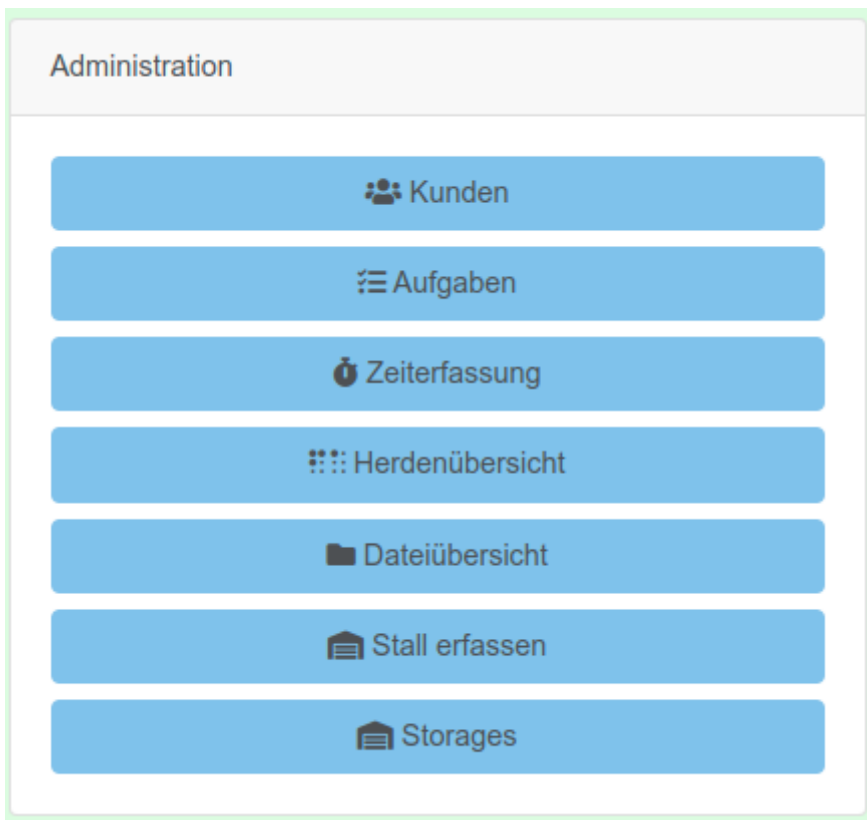 Administration
Kunden
Aufgaben
Zeiterfassung
Herdenübersicht
Dateiübersicht
Stall erfassen
Storages